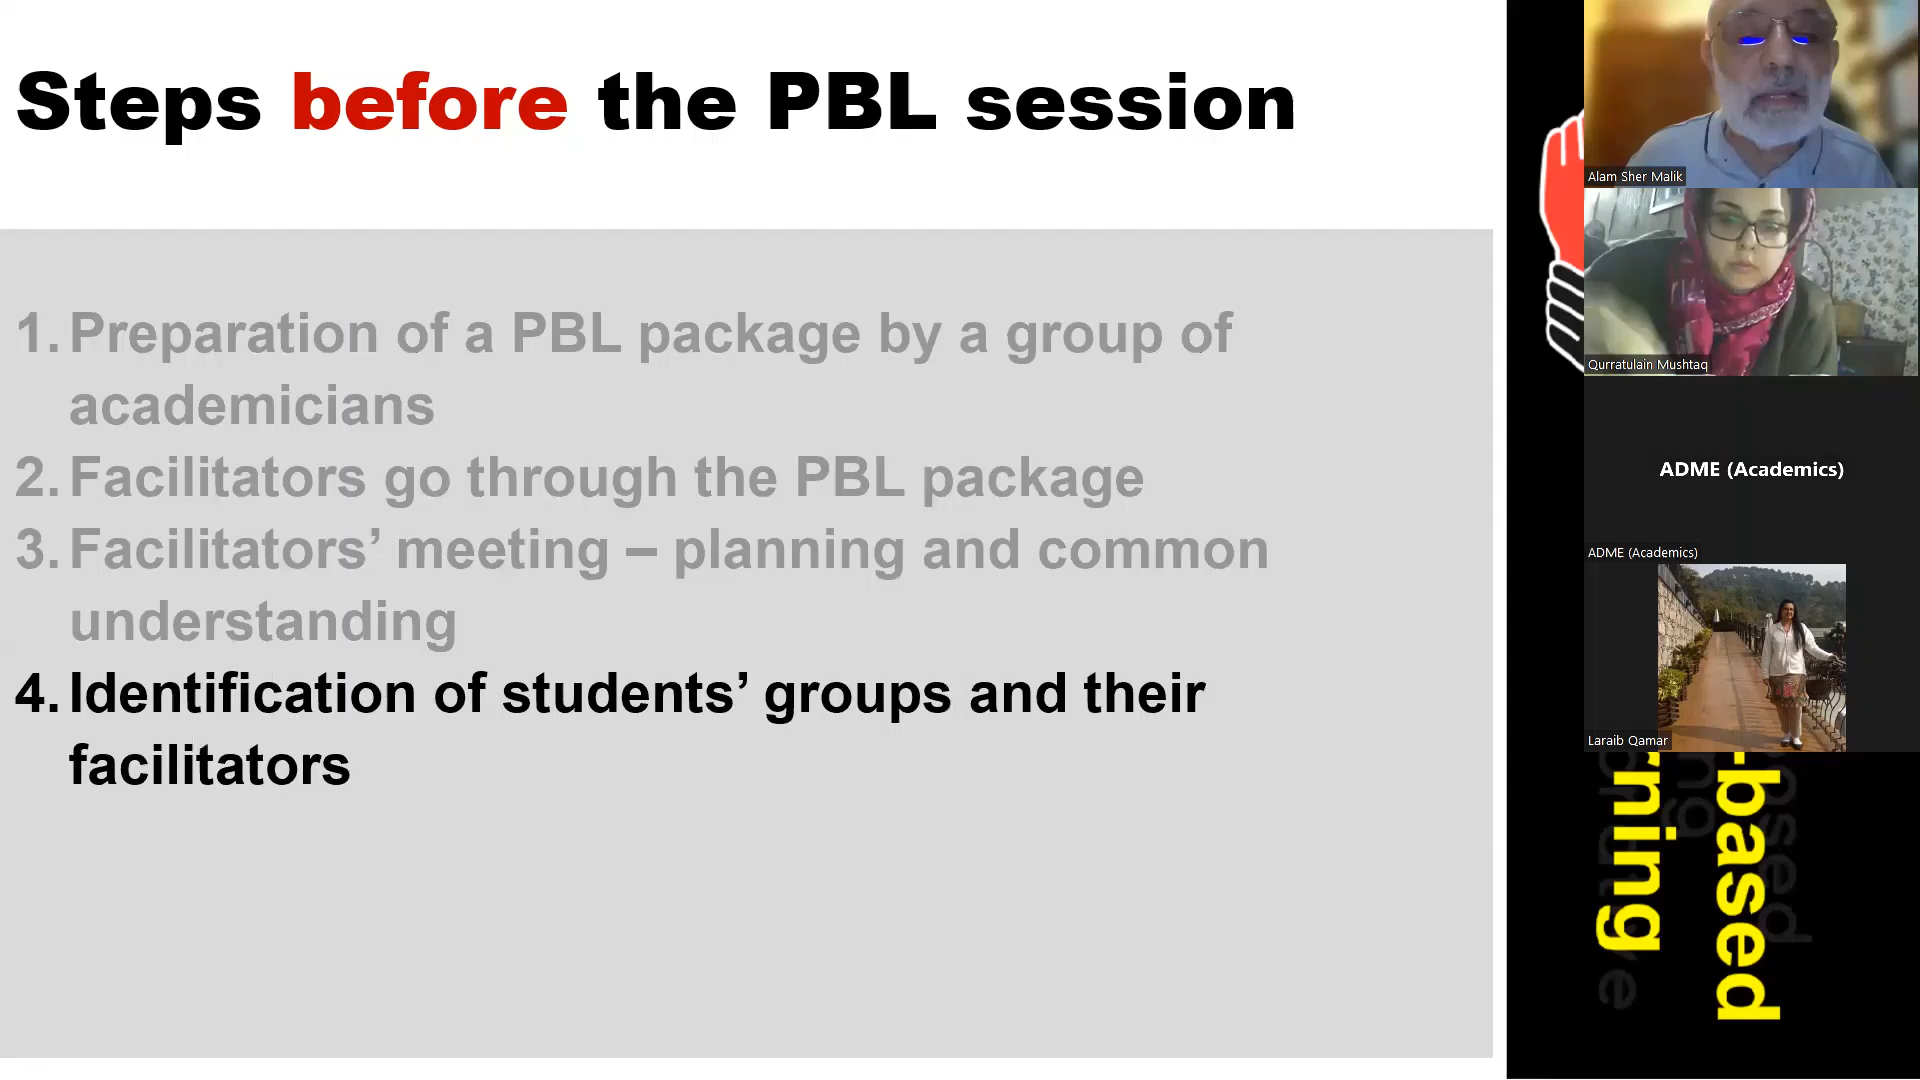 Steps before the PBL session
1. Preparation of a PBL package by a group of
academicians
2. Facilitators go through the PBL package
3. Facilitators’ meeting – planning and common
understanding
4. Identification of students’ groups and their
facilitators
Alam Sher Malik
Qurratulain Mushtaq
ADME (Academics)
ADME (Academics)
Laraib Qamar
-based
rning